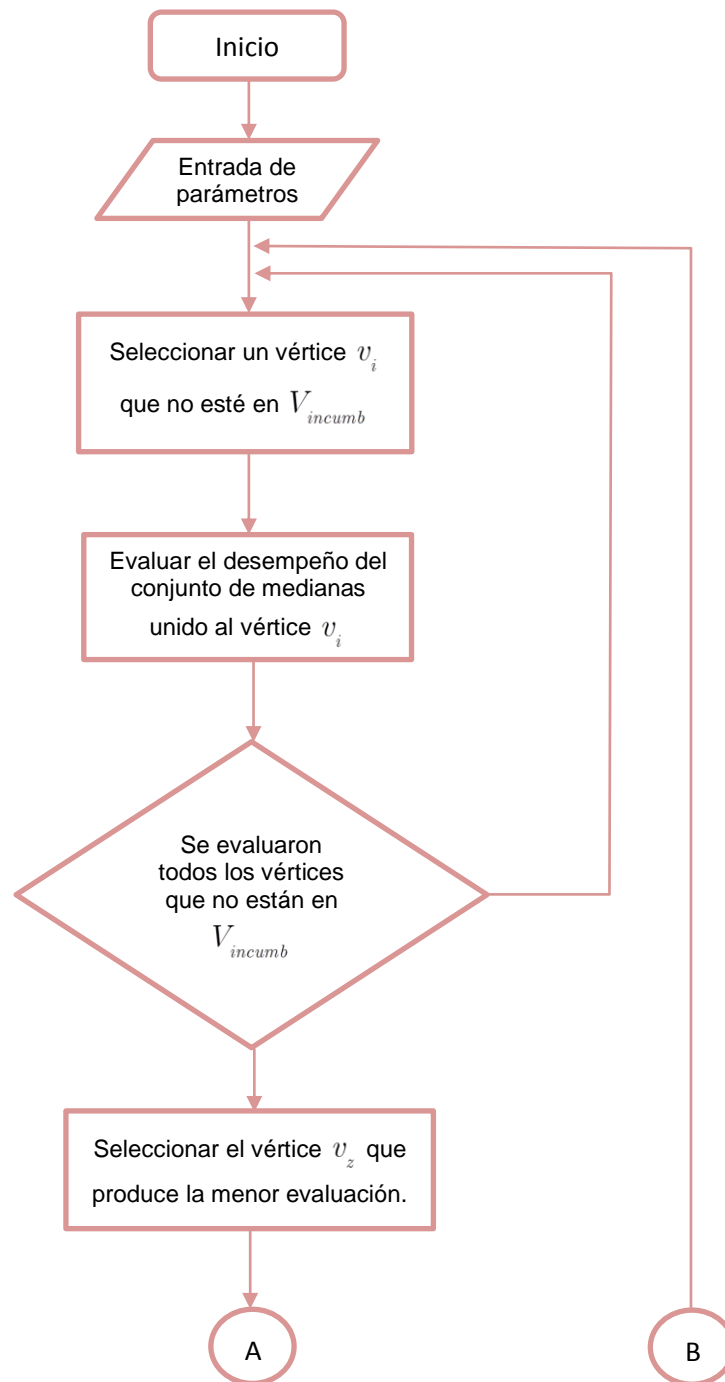 Inicio
Entrada de
parámetros
Seleccionar un vértice v_i
que no esté en V_incumb
Evaluar el desempeño del
conjunto de medianas
unido al vértice v_i
Se evaluaron
todos los vértices
que no están en
V_incumb
Seleccionar el vértice v_z que
produce la menor evaluación.
A
B